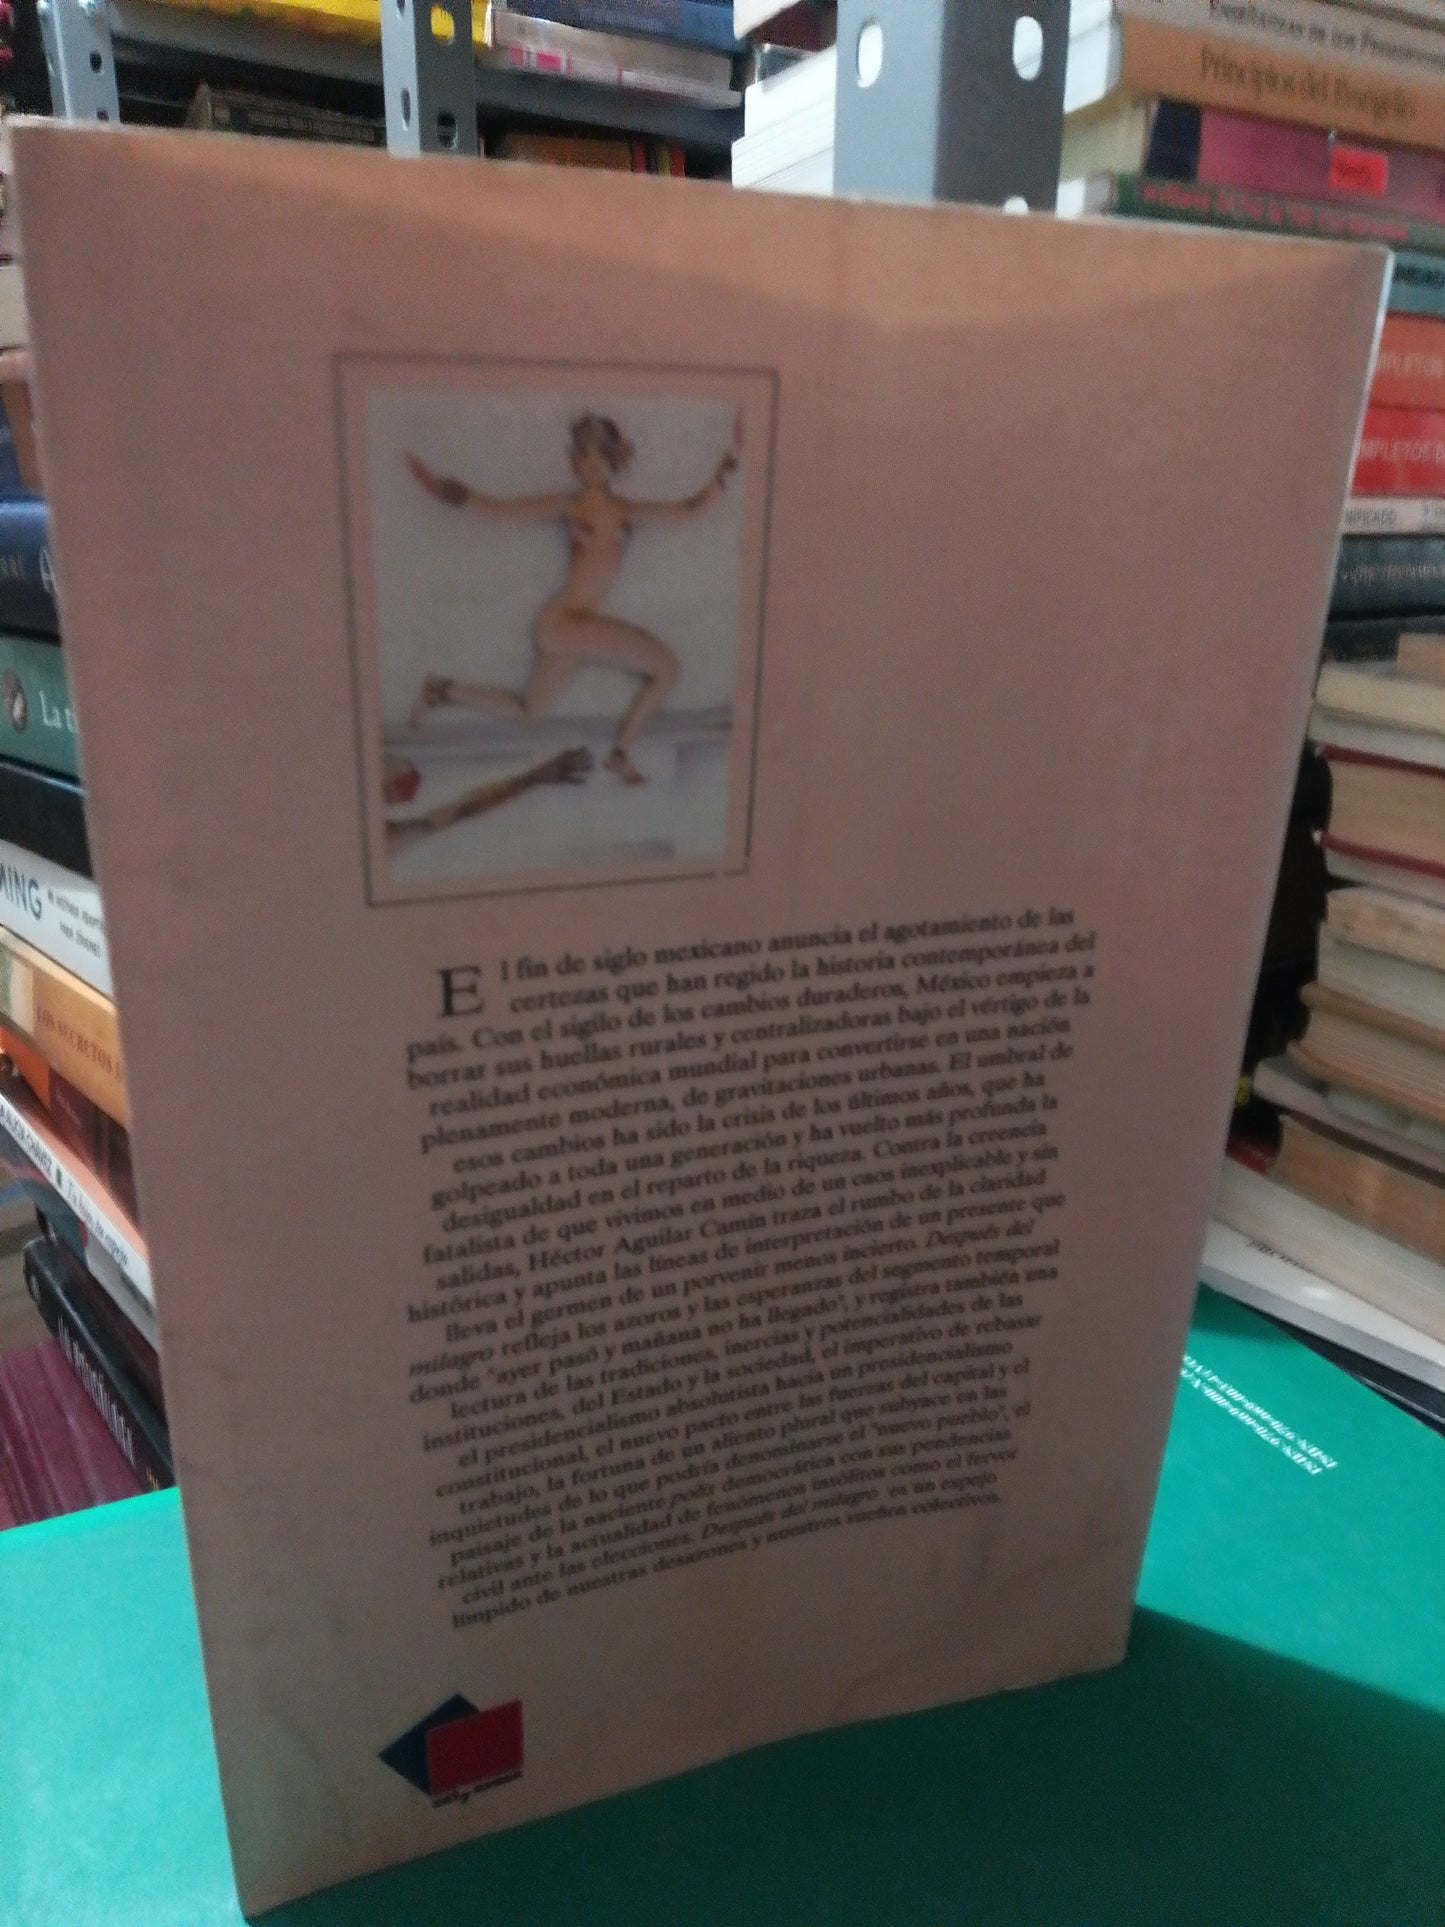 Principios del Evangelio
MPLETOS
MPLETOS D
NIFICADO
La t
MING
LOS SECRETOS
El fin de siglo mexicano anuncia el agotamiento de las
certezas que han regido la historia contemporánea del
país. Con el sigilo de los cambios duraderos, México empieza a
borrar sus huellas rurales y centralizadoras bajo el vértigo de la
realidad económica mundial para convertirse en una nación
plenamente moderna, de gravitaciones urbanas. El umbral de
esos cambios ha sido la crisis de los últimos años, que ha
golpeado a toda una generación y ha vuelto más profunda la
desigualdad en el reparto de la riqueza. Contra la creencia
fatalista de que vivimos en medio de un caos inexplicable y sin
salidas, Héctor Aguilar Camín traza el rumbo de la claridad
histórica y apunta las líneas de interpretación de un presente que
lleva el germen de un porvenir menos incierto. Después del
milagro refleja los azoros y las esperanzas del segmento temporal
donde "ayer pasó y mañana no ha llegado", y registra también una
lectura de las tradiciones, inercias y potencialidades de las
instituciones, del Estado y la sociedad, el imperativo de rebasar
el presidencialismo absolutista hacia un presidencialismo
constitucional, el nuevo pacto entre las fuerzas del capital y el
trabajo, la fortuna de un aliento plural que subyace en las
inquietudes de lo que podría denominarse el "nuevo pueblo", el
paisaje de la naciente polis democrática con sus pendencias
relativas y la actualidad de fenómenos insólitos como el fervor
civil ante las elecciones. Después del milagro es un espejo
límpido de nuestras desazones y nuestros sueños colectivos.
cal y arena